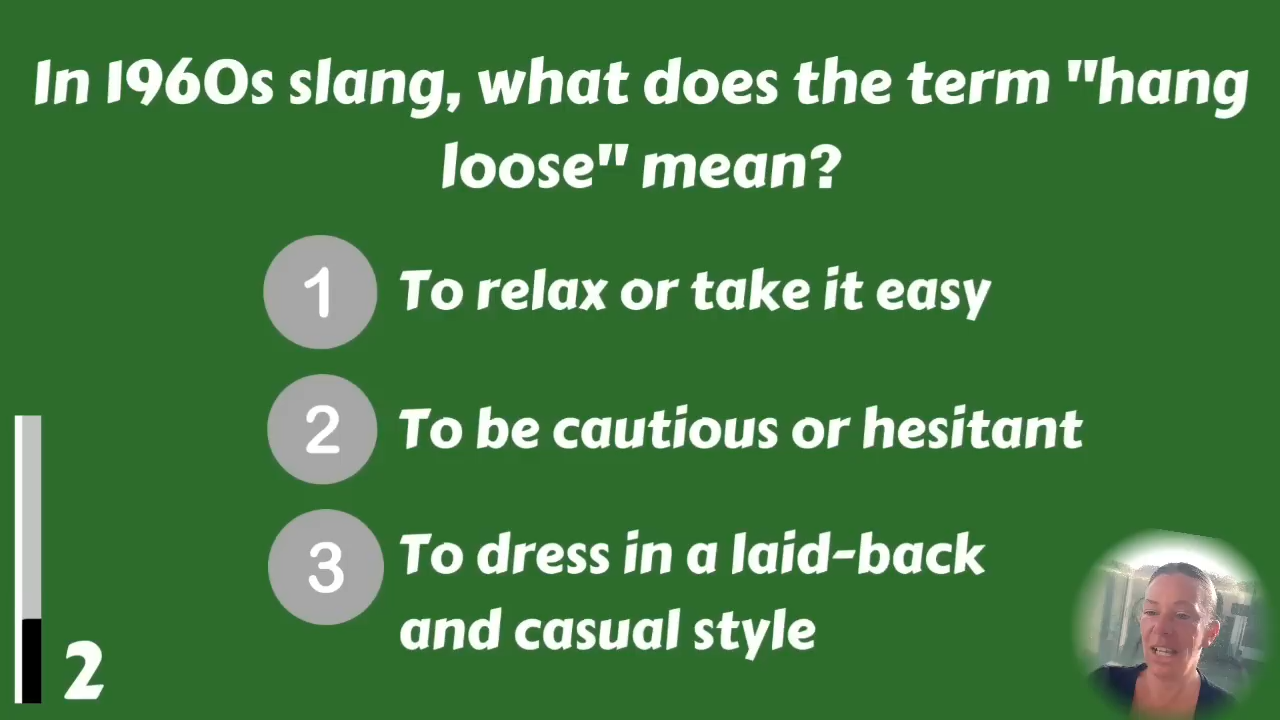 In 1960s slang, what does the term "hang
loose" mean?
1 To relax or take it easy
2 To be cautious or hesitant
3 To dress in a laid-back
and casual style
2